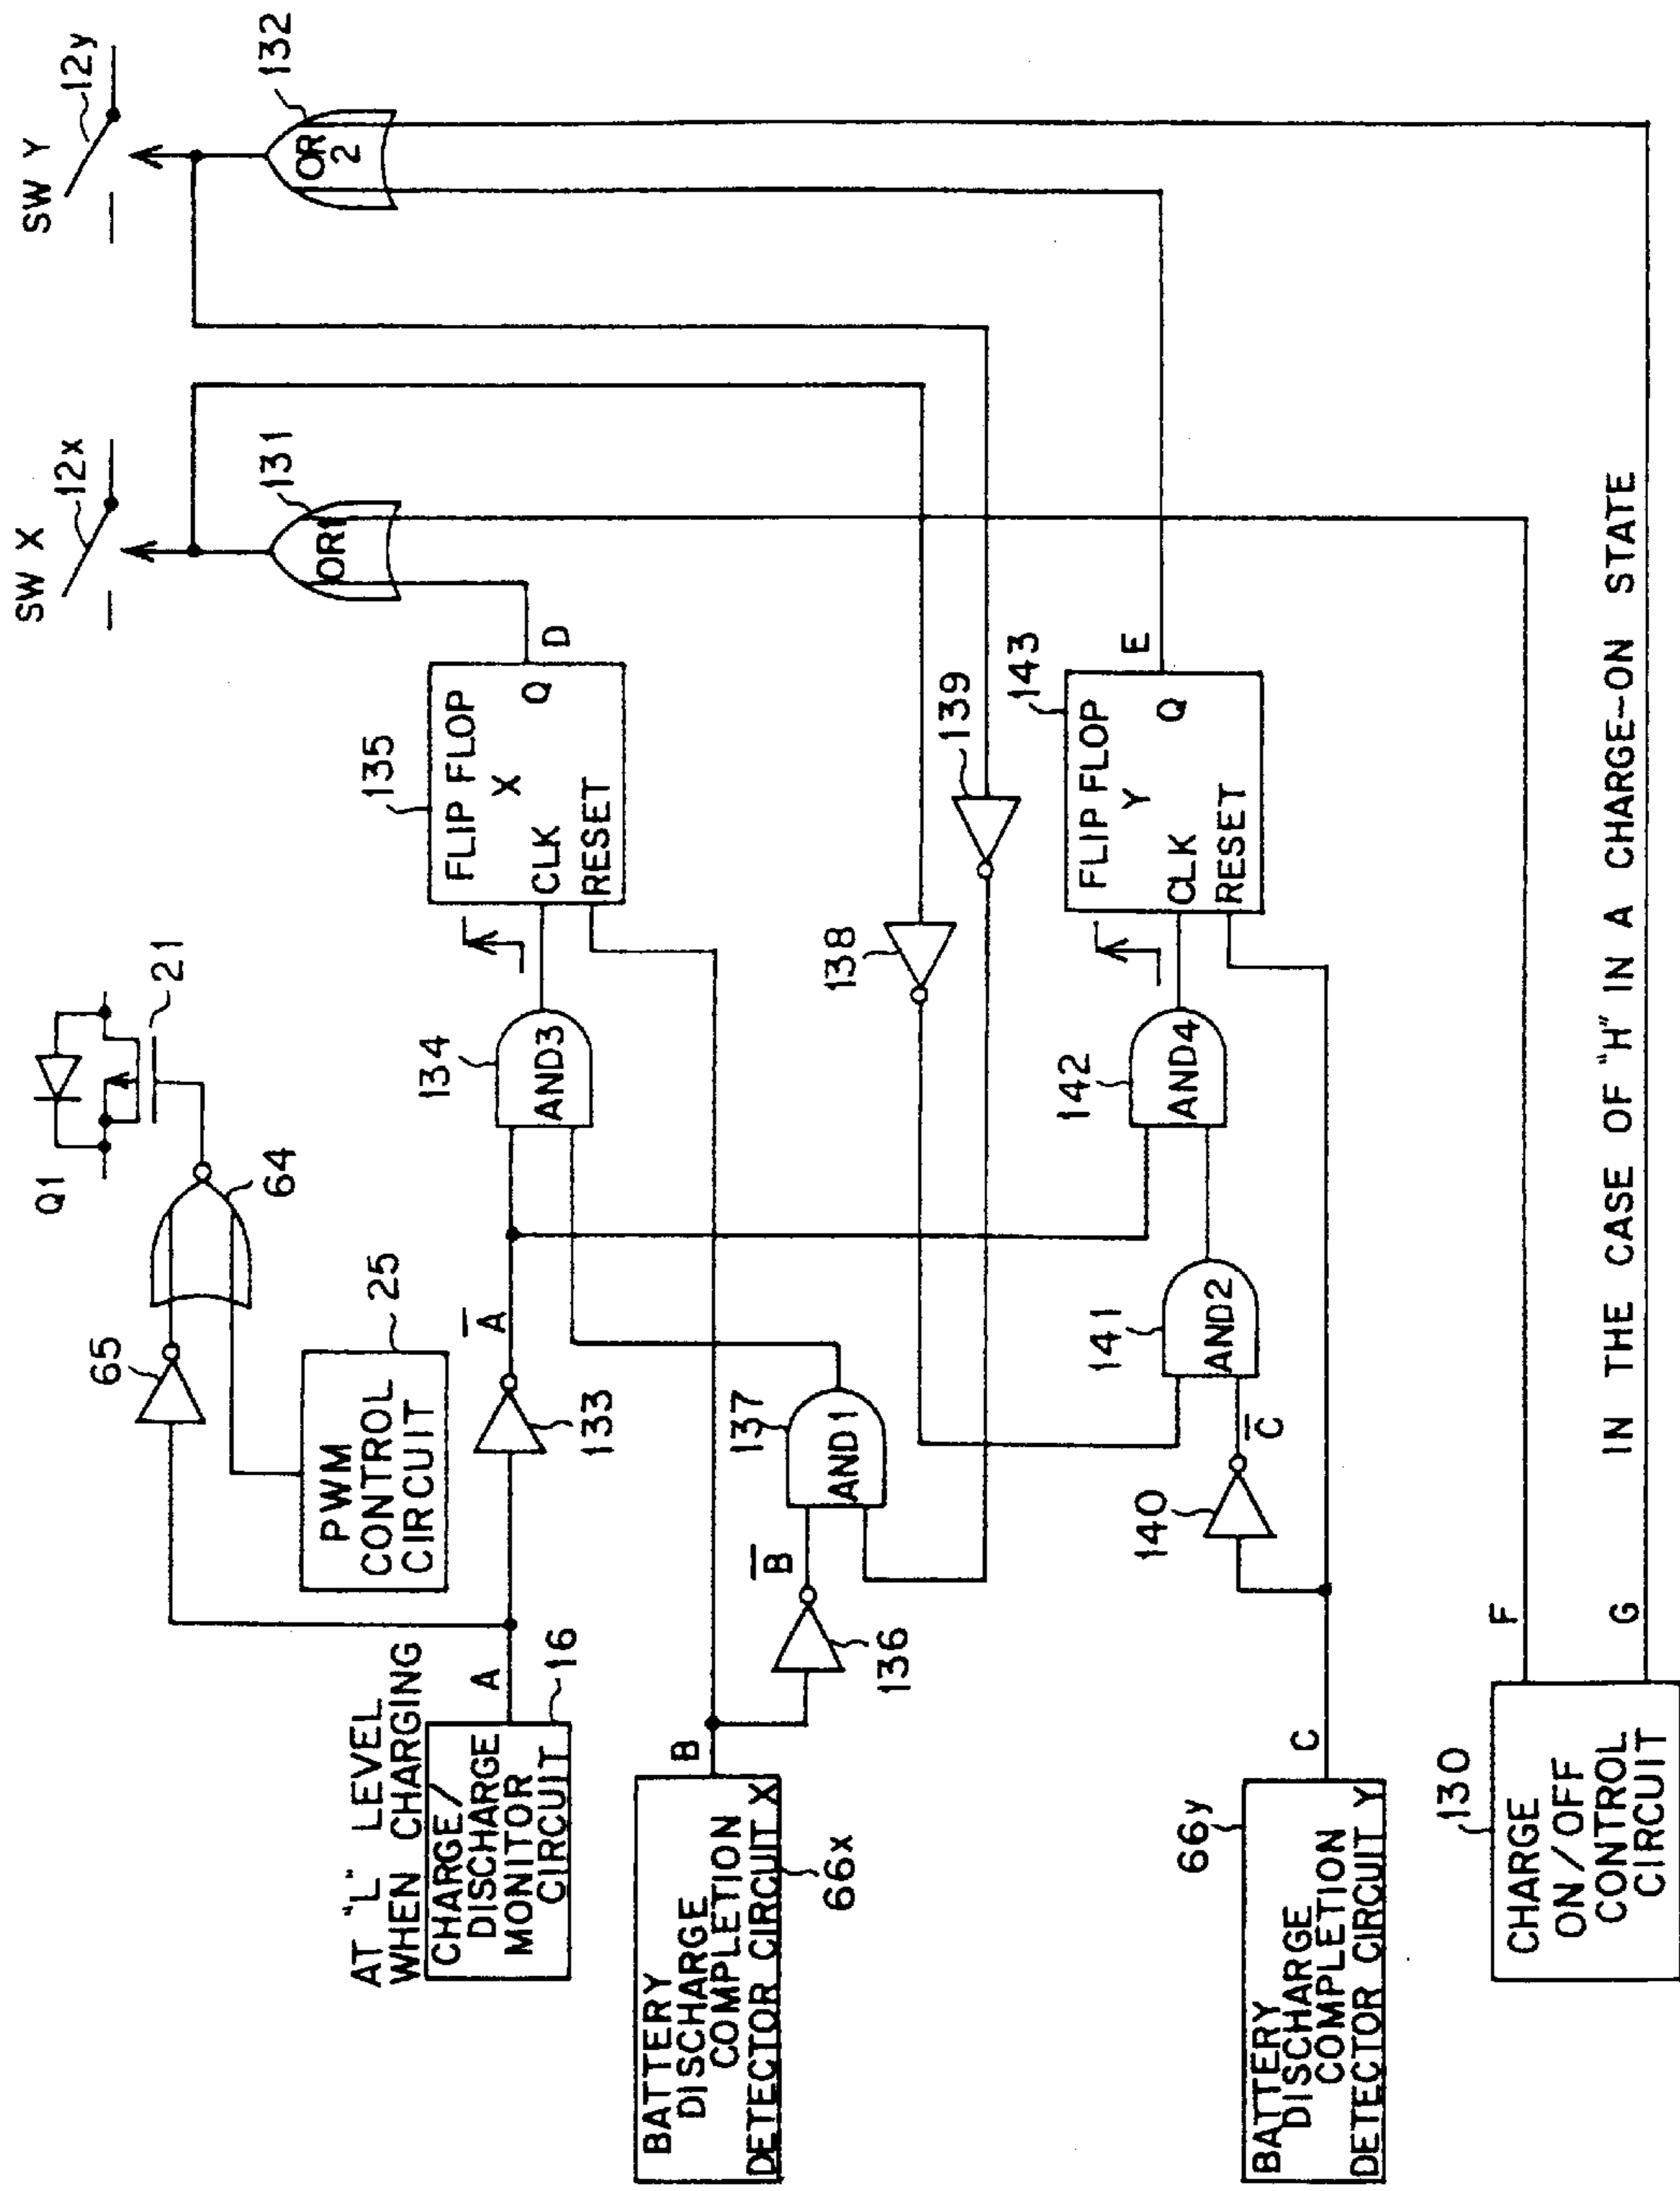 SW X
12x
SW Y
12y
OR1
131
OR
2
132
Q1
21
64
65
PWM
CONTROL
CIRCUIT
25
AT "L" LEVEL
WHEN CHARGING
CHARGE/
DISCHARGE
MONITOR
CIRCUIT
16
A
A̅
133
134
AND3
135
FLIP FLOP
X
CLK
Q
RESET
D
BATTERY
DISCHARGE
COMPLETION
DETECTOR CIRCUIT X
66x
B
B̅
136
137
AND1
138
139
BATTERY
DISCHARGE
COMPLETION
DETECTOR CIRCUIT Y
66y
C
C̅
140
141
AND2
142
AND4
143
FLIP FLOP
Y
CLK
Q
RESET
E
130
CHARGE
ON/OFF
CONTROL
CIRCUIT
F
G
IN THE CASE OF "H" IN A CHARGE-ON STATE